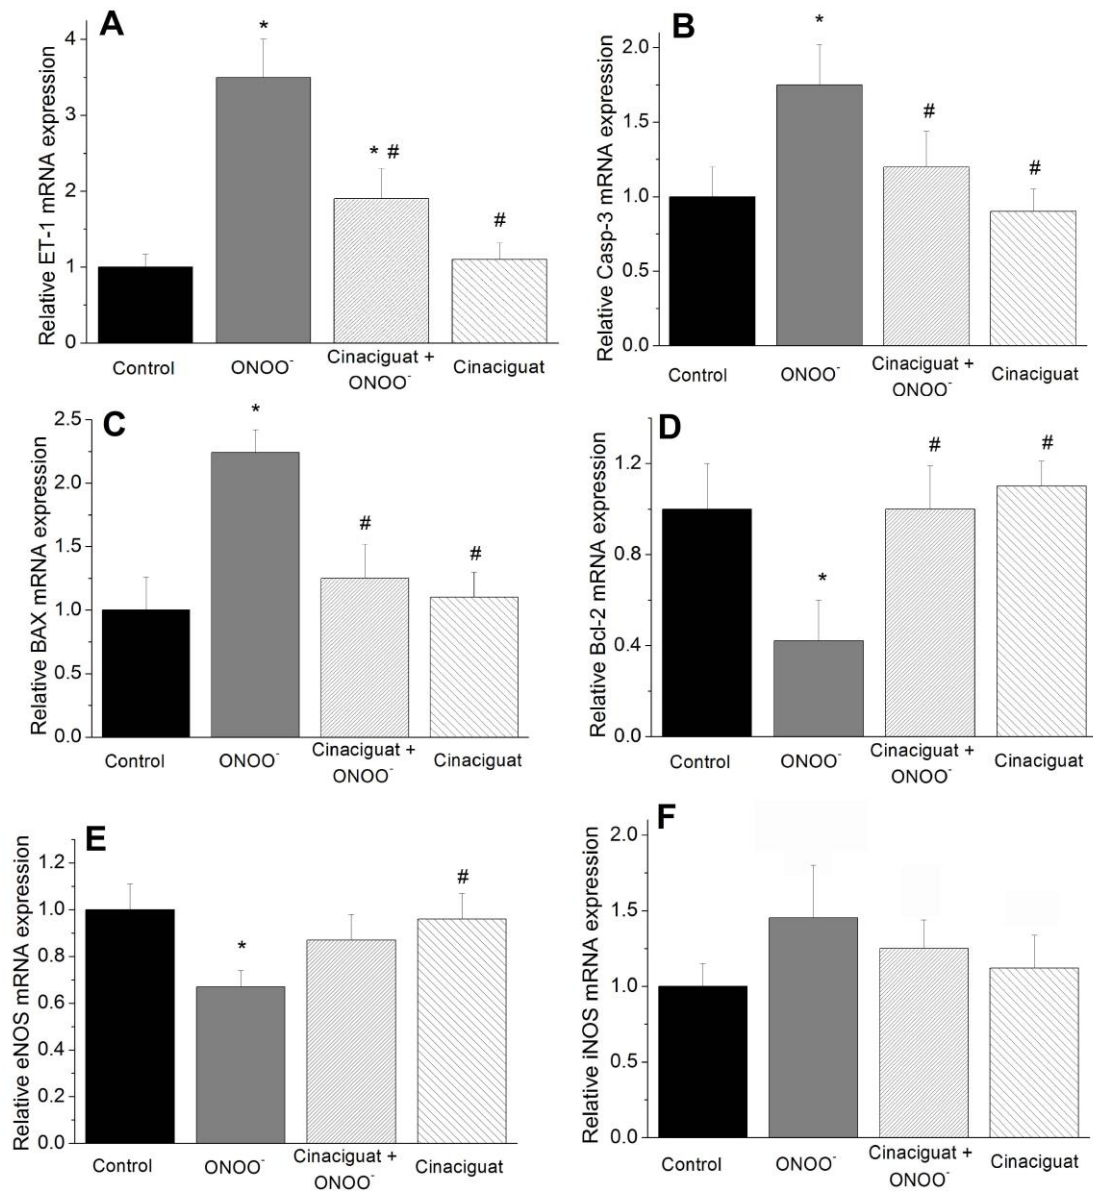 A
Relative ET-1 mRNA expression
4
3
2
1
0
*
* #
#
Control
ONOO⁻
Cinaciguat +
ONOO⁻
Cinaciguat
B
Relative Casp-3 mRNA expression
2.0
1.5
1.0
0.5
0.0
*
#
#
Control
ONOO⁻
Cinaciguat +
ONOO⁻
Cinaciguat
C
Relative BAX mRNA expression
2.5
2.0
1.5
1.0
0.5
0.0
*
#
#
Control
ONOO⁻
Cinaciguat +
ONOO⁻
Cinaciguat
D
Relative Bcl-2 mRNA expression
1.2
0.8
0.4
0.0
*
#
#
Control
ONOO⁻
Cinaciguat +
ONOO⁻
Cinaciguat
E
Relative eNOS mRNA expression
1.2
1.0
0.8
0.6
0.4
0.2
0.0
*
#
Control
ONOO⁻
Cinaciguat +
ONOO⁻
Cinaciguat
F
Relative iNOS mRNA expression
2.0
1.5
1.0
0.5
0.0
Control
ONOO⁻
Cinaciguat +
ONOO⁻
Cinaciguat